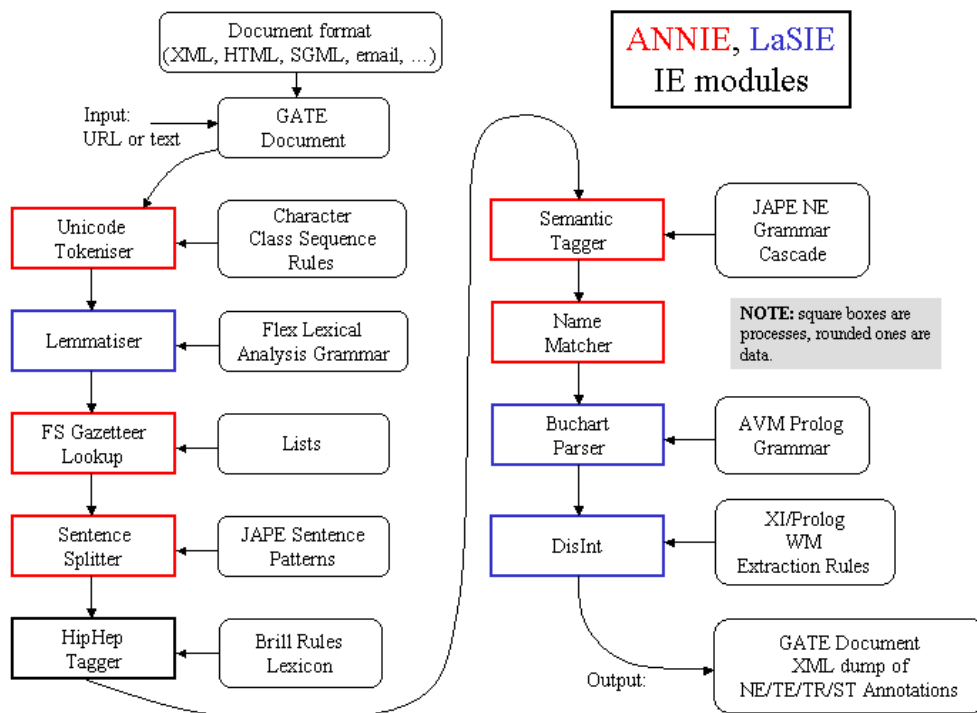 Document format
(XML, HTML, SGML, email, ...)
ANNIE, LaSIE
IE modules
Input:
URL or text
GATE
Document
Unicode
Tokeniser
Character
Class Sequence
Rules
Lemmatiser
Flex Lexical
Analysis Grammar
FS Gazetteer
Lookup
Lists
Sentence
Splitter
JAPE Sentence
Patterns
HipHep
Tagger
Brill Rules
Lexicon
Semantic
Tagger
JAPE NE
Grammar
Cascade
NOTE: square boxes are
processes, rounded ones are
data.
Name
Matcher
Buchart
Parser
AVM Prolog
Grammar
DisInt
XI/Prolog
WM
Extraction Rules
Output:
GATE Document
XML dump of
NE/TE/TR/ST Annotations